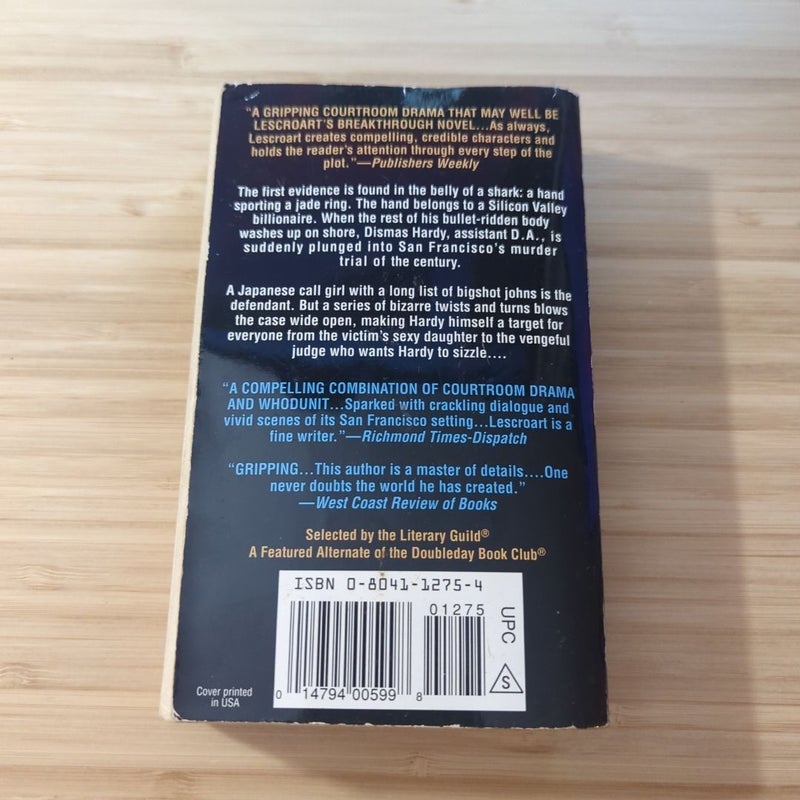 “A GRIPPING COURTROOM DRAMA THAT MAY WELL BE
LESCROART’S BREAKTHROUGH NOVEL...As always,
Lescroart creates compelling, credible characters and
holds the reader’s attention through every step of the
plot.”—Publishers Weekly
The first evidence is found in the belly of a shark: a hand
sporting a jade ring. The hand belongs to a Silicon Valley
billionaire. When the rest of his bullet-ridden body
washes up on shore, Dismas Hardy, assistant D.A., is
suddenly plunged into San Francisco’s murder
trial of the century.
A Japanese call girl with a long list of bigshot johns is the
defendant. But a series of bizarre twists and turns blows
the case wide open, making Hardy himself a target for
everyone from the victim’s sexy daughter to the vengeful
judge who wants Hardy to sizzle....
“A COMPELLING COMBINATION OF COURTROOM DRAMA
AND WHODUNIT...Sparked with crackling dialogue and
vivid scenes of its San Francisco setting...Lescroart is a
fine writer.”—Richmond Times-Dispatch
“GRIPPING...This author is a master of details....One
never doubts the world he has created.”
—West Coast Review of Books
Selected by the Literary Guild®
A Featured Alternate of the Doubleday Book Club®
ISBN 0-8041-1275-4
01275
UPC
S
0 14794 00599 8
Cover printed
in USA